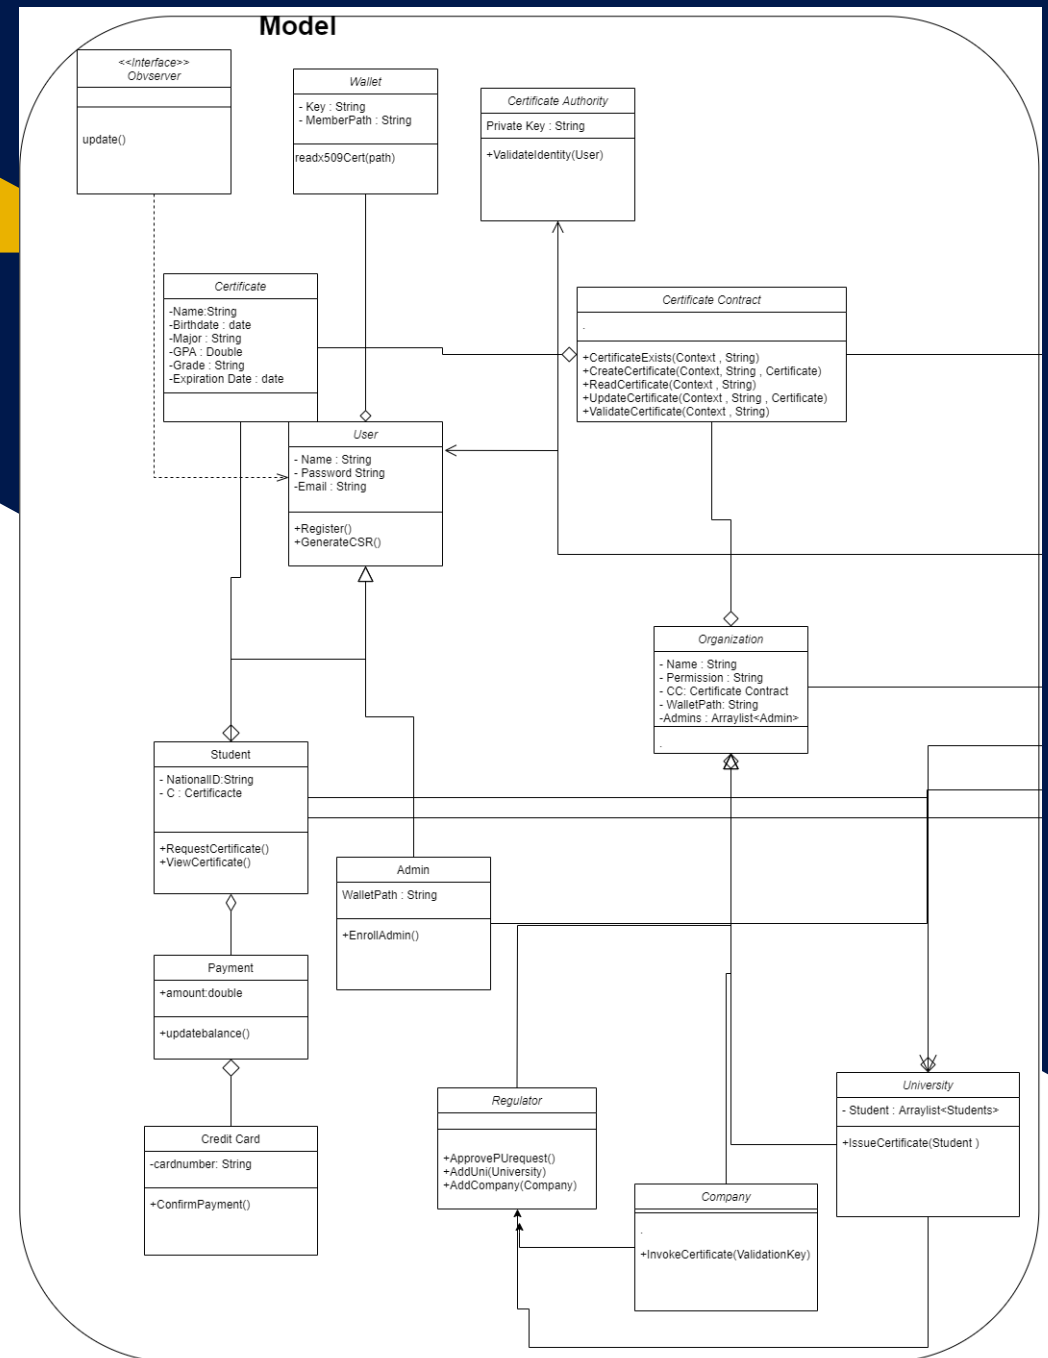 Model
<<Interface>>
Obvserver
update()
Wallet
- Key : String
- MemberPath : String
readx509Cert(path)
Certificate Authority
Private Key : String
+ValidateIdentity(User)
Certificate
-Name:String
-Birthdate : date
-Major : String
-GPA : Double
-Grade : String
-Expiration Date : date
Certificate Contract
.
+CertificateExists(Context , String)
+CreateCertificate(Context, String , Certificate)
+ReadCertificate(Context , String)
+UpdateCertificate(Context , String , Certificate)
+ValidateCertificate(Context , String)
User
- Name : String
- Password String
-Email : String
+Register()
+GenerateCSR()
Organization
- Name : String
- Permission : String
- CC: Certificate Contract
- WalletPath: String
-Admins : Arraylist<Admin>
.
Student
- NationalID:String
- C : Certificacte
+RequestCertificate()
+ViewCertificate()
Admin
WalletPath : String
+EnrollAdmin()
Payment
+amount:double
+updatebalance()
Credit Card
-cardnumber: String
+ConfirmPayment()
Regulator
+ApprovePUrequest()
+AddUni(University)
+AddCompany(Company)
University
- Student : Arraylist<Students>
+IssueCertificate(Student )
Company
.
+InvokeCertificate(ValidationKey)